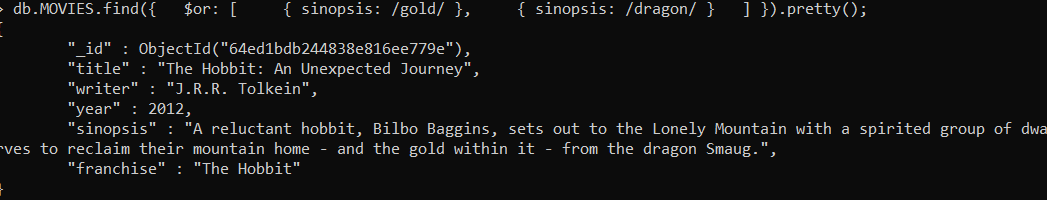 > db.MOVIES.find({   $or: [     { sinopsis: /gold/ },     { sinopsis: /dragon/ }   ] }).pretty();
{
        "_id" : ObjectId("64ed1bdb244838e816ee779e"),
        "title" : "The Hobbit: An Unexpected Journey",
        "writer" : "J.R.R. Tolkein",
        "year" : 2012,
        "sinopsis" : "A reluctant hobbit, Bilbo Baggins, sets out to the Lonely Mountain with a spirited group of dwa
rves to reclaim their mountain home - and the gold within it - from the dragon Smaug.",
        "franchise" : "The Hobbit"
}